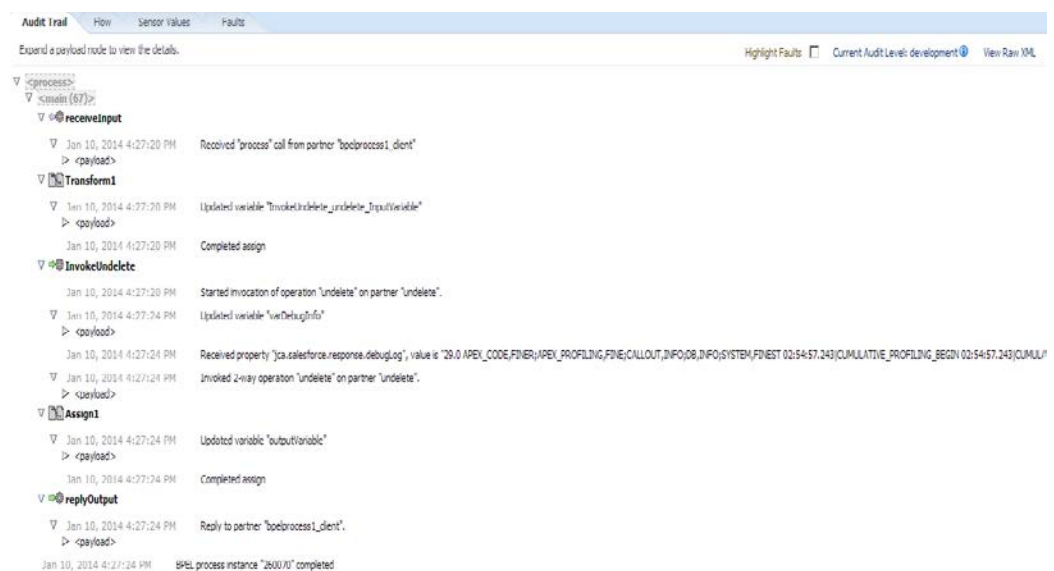 Audit Trail Flow Sensor Values Faults
Expand a payload node to view the details. Highlight Faults Current Audit Level: development View Raw XML
<process>
<main (67)>
receiveInput
Jan 10, 2014 4:27:20 PM Received "process" call from partner "bpelprocess1_client"
<payload>
Transform1
Jan 10, 2014 4:27:20 PM Updated variable "InvokeUndelete_undelete_InputVariable"
<payload>
Jan 10, 2014 4:27:20 PM Completed assign
InvokeUndelete
Jan 10, 2014 4:27:20 PM Started invocation of operation "undelete" on partner "undelete".
Jan 10, 2014 4:27:24 PM Updated variable "varDebugInfo"
<payload>
Jan 10, 2014 4:27:24 PM Received property "jca.salesforce.response.debugLog", value is "29.0 APEX_CODE,FINER;APEX_PROFILING,FINE;CALLOUT,INFO;DB,INFO;SYSTEM,FINEST 02:54:57.243|CUMULATIVE_PROFILING_BEGIN 02:54:57.243|
Jan 10, 2014 4:27:24 PM Invoked 2-way operation "undelete" on partner "undelete".
<payload>
Assign1
Jan 10, 2014 4:27:24 PM Updated variable "outputVariable"
<payload>
Jan 10, 2014 4:27:24 PM Completed assign
replyOutput
Jan 10, 2014 4:27:24 PM Reply to partner "bpelprocess1_client".
<payload>
Jan 10, 2014 4:27:24 PM BPEL process instance "260070" completed